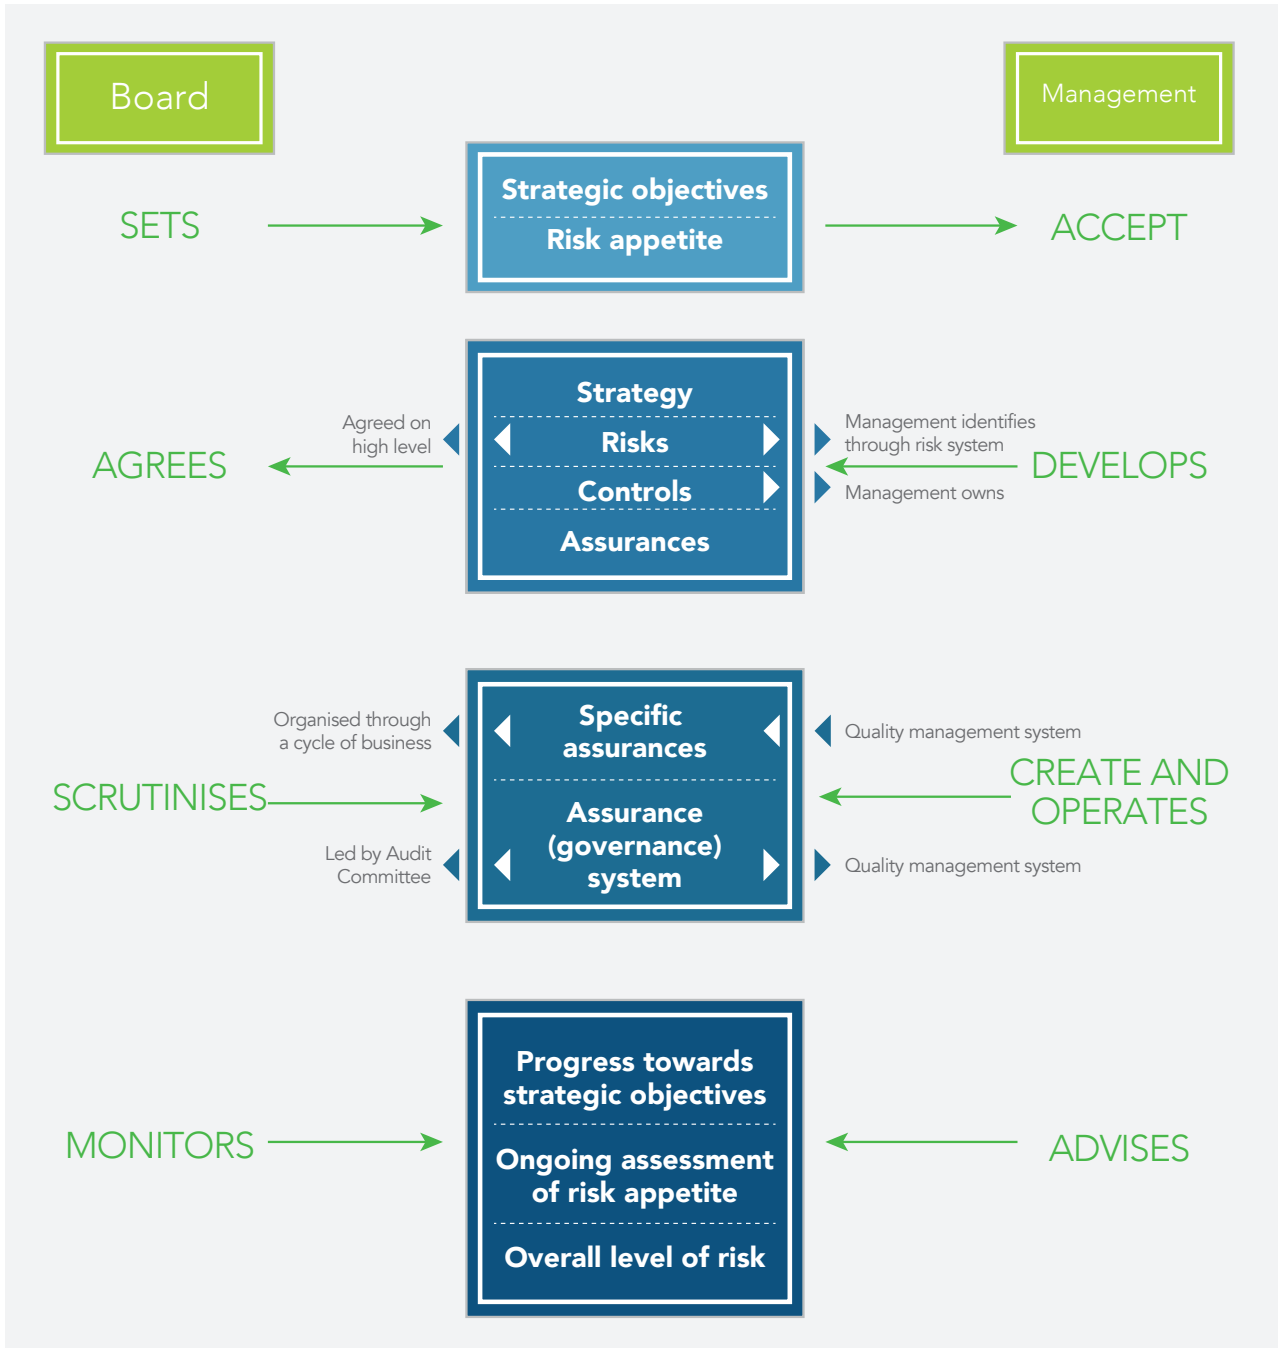 Board
Management
SETS
Strategic objectives
Risk appetite
ACCEPT
Agreed on
high level
AGREES
Strategy
Risks
Controls
Assurances
Management identifies
through risk system
DEVELOPS
Management owns
Organised through
a cycle of business
SCRUTINISES
Led by Audit
Committee
Specific
assurances
Assurance
(governance)
system
Quality management system
CREATE AND
OPERATES
Quality management system
MONITORS
Progress towards
strategic objectives
Ongoing assessment
of risk appetite
Overall level of risk
ADVISES